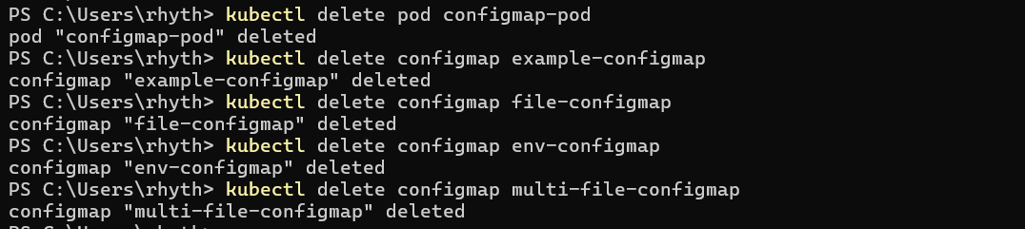 PS C:\Users\rhyth> kubectl delete pod configmap-pod
pod "configmap-pod" deleted
PS C:\Users\rhyth> kubectl delete configmap example-configmap
configmap "example-configmap" deleted
PS C:\Users\rhyth> kubectl delete configmap file-configmap
configmap "file-configmap" deleted
PS C:\Users\rhyth> kubectl delete configmap env-configmap
configmap "env-configmap" deleted
PS C:\Users\rhyth> kubectl delete configmap multi-file-configmap
configmap "multi-file-configmap" deleted